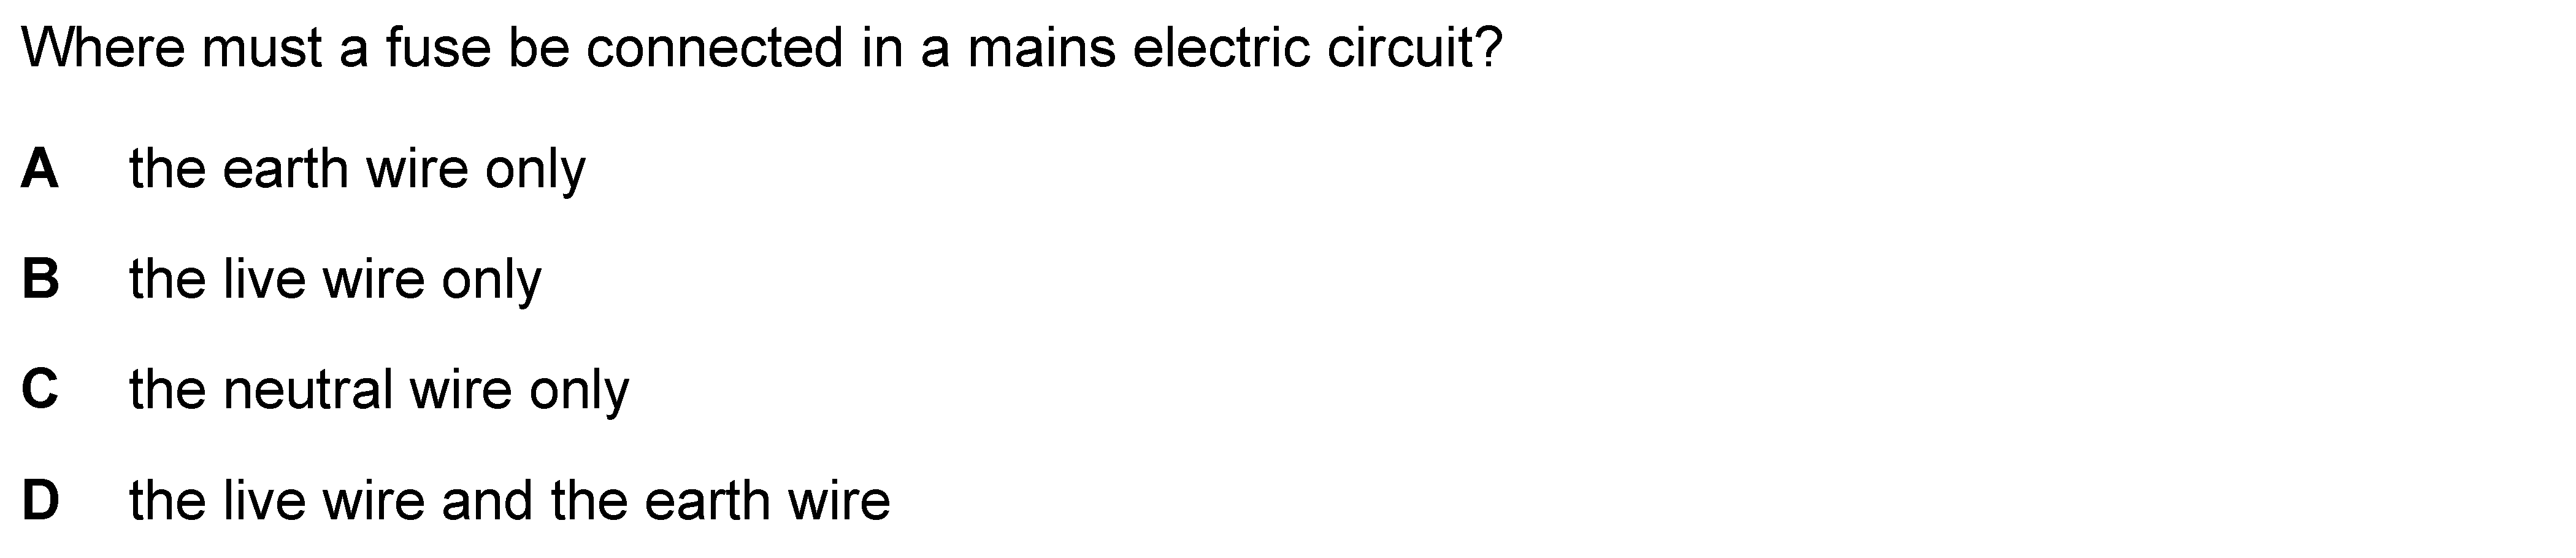 Where must a fuse be connected in a mains electric circuit?
A the earth wire only
B the live wire only
C the neutral wire only
D the live wire and the earth wire